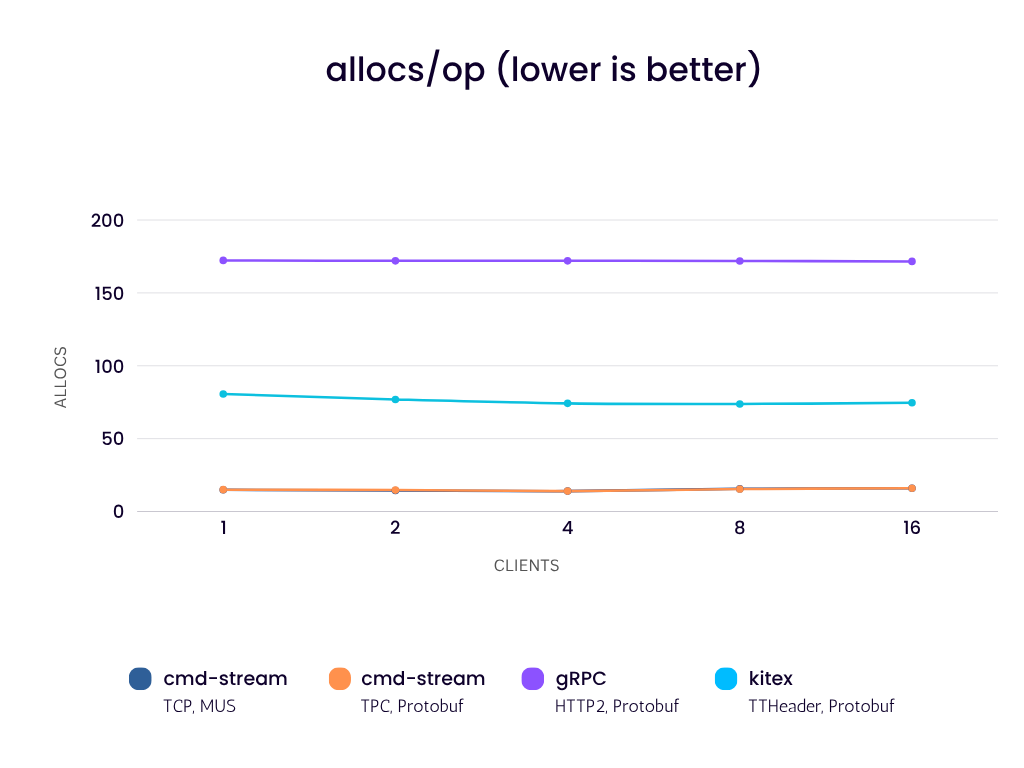 allocs/op (lower is better)
200
150
100
50
0
ALLOCS
1 2 4 8 16
CLIENTS
cmd-stream cmd-stream gRPC kitex
TCP, MUS TPC, Protobuf HTTP2, Protobuf TTHeader, Protobuf